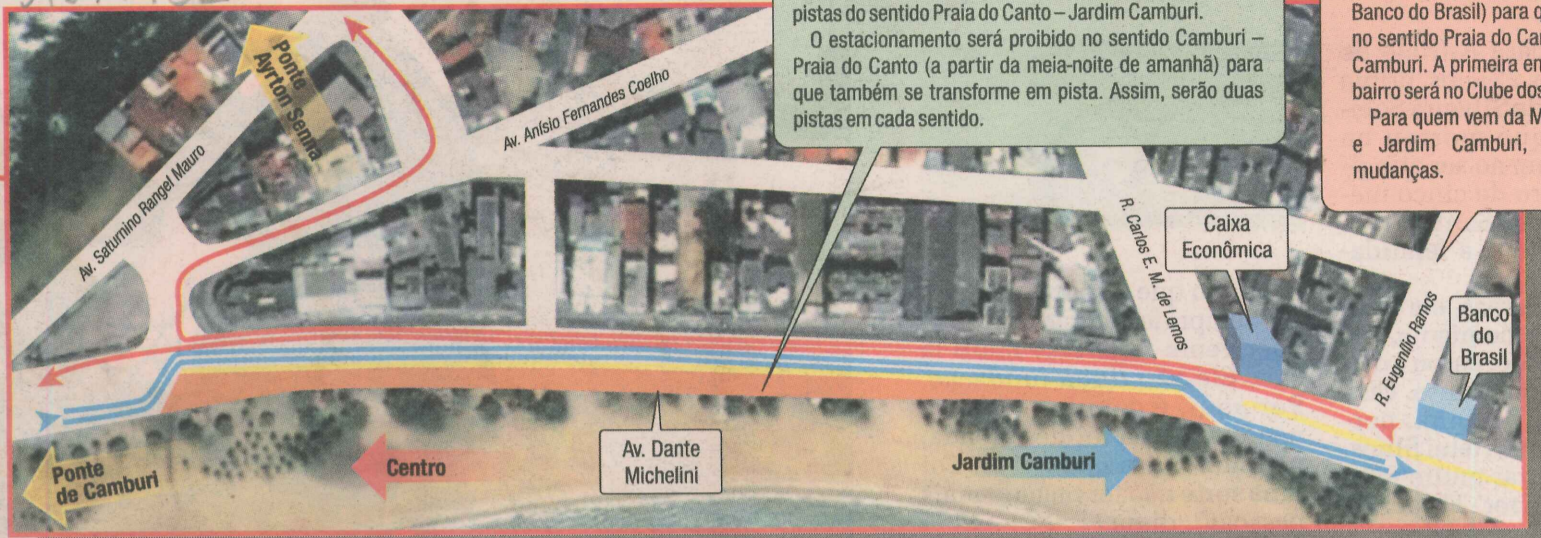 pistas do sentido Praia do Canto – Jardim Camburi.
O estacionamento será proibido no sentido Camburi –
Praia do Canto (a partir da meia-noite de amanhã) para
que também se transforme em pista. Assim, serão duas
pistas em cada sentido.
Banco do Brasil) para
no sentido Praia do
Camburi. A primeira
bairro será no Clube dos
Para quem vem da
e Jardim Camburi,
mudanças.
Ponte
Ayrton Senna
Av. Anísio Fernandes Coelho
Av. Saturnino Rangel Mauro
R. Carlos E. M. de Lemos
Caixa
Econômica
R. Eugenílio Ramos
Banco
do
Brasil
Ponte
de Camburi
Centro
Av. Dante
Michelini
Jardim Camburi